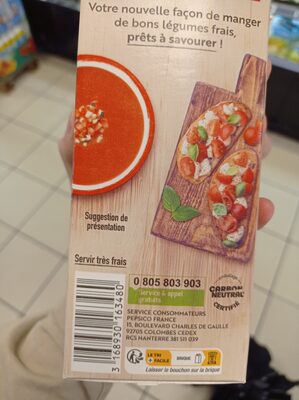 Votre nouvelle façon de manger
de bons légumes frais,
prêts à savourer !
Suggestion de
présentation
Servir très frais
0 805 803 903
Service & appel
gratuits
SERVICE CONSOMMATEURS
PEPSICO FRANCE
15, BOULEVARD CHARLES DE GAULLE
92705 COLOMBES CEDEX
RCS NANTERRE 381 511 039
CARBON
NEUTRAL
CERTIFIÉ
3 168930 163480
LE TRI
+ FACILE
BRIQUE
Laisser le bouchon sur la brique